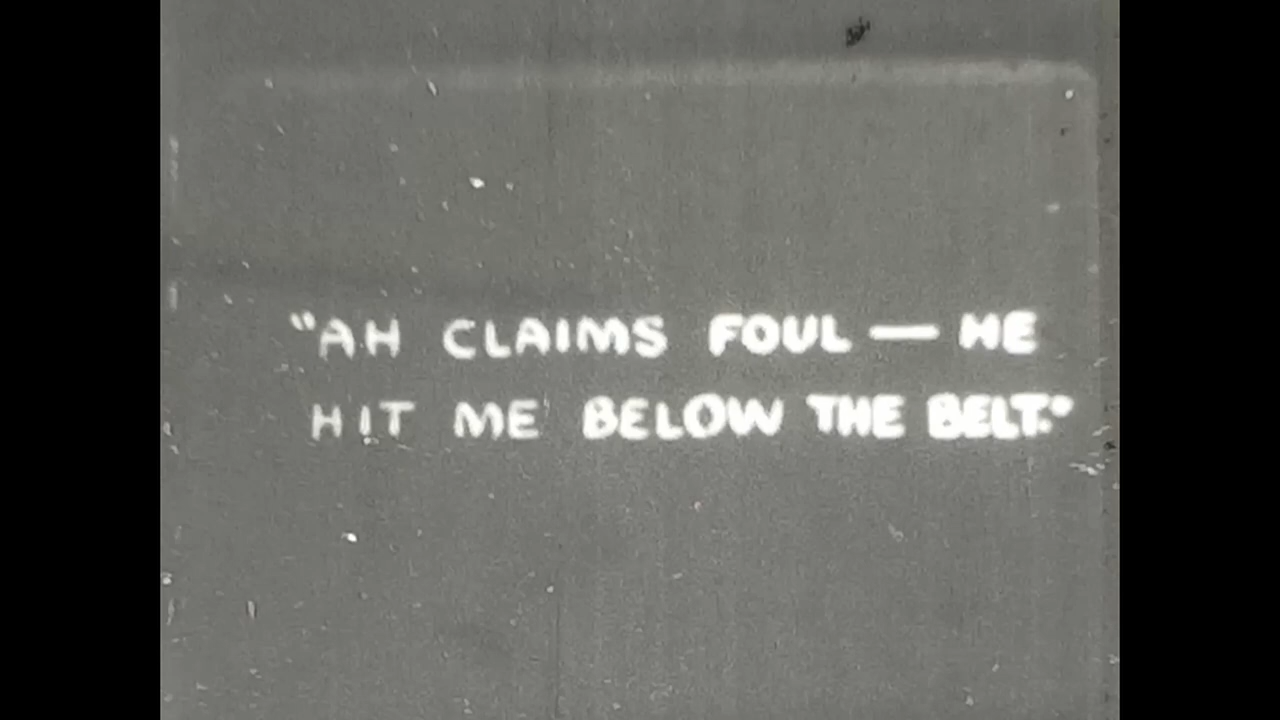 "AH CLAIMS FOUL — HE
HIT ME BELOW THE BELT."